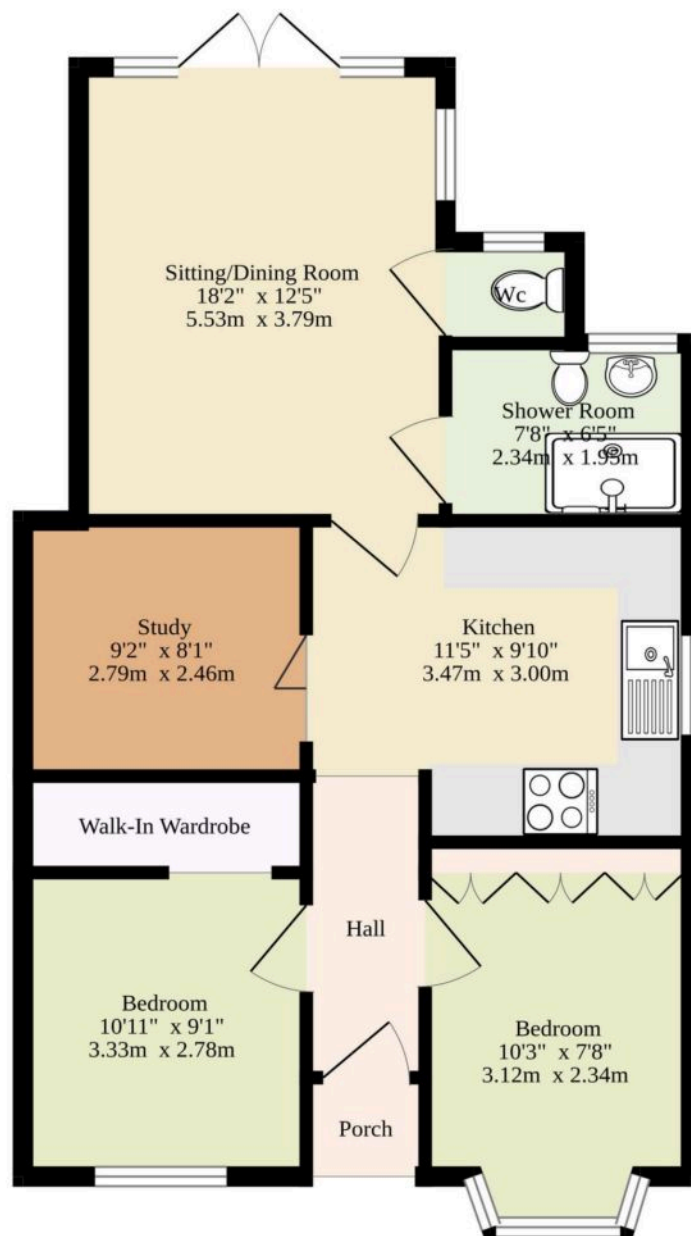 Sitting/Dining Room
18'2" x 12'5"
5.53m x 3.79m
Wc
Shower Room
7'8" x 6'5"
2.34m x 1.95m
Study
9'2" x 8'1"
2.79m x 2.46m
Kitchen
11'5" x 9'10"
3.47m x 3.00m
Walk-In Wardrobe
Hall
Bedroom
10'11" x 9'1"
3.33m x 2.78m
Bedroom
10'3" x 7'8"
3.12m x 2.34m
Porch